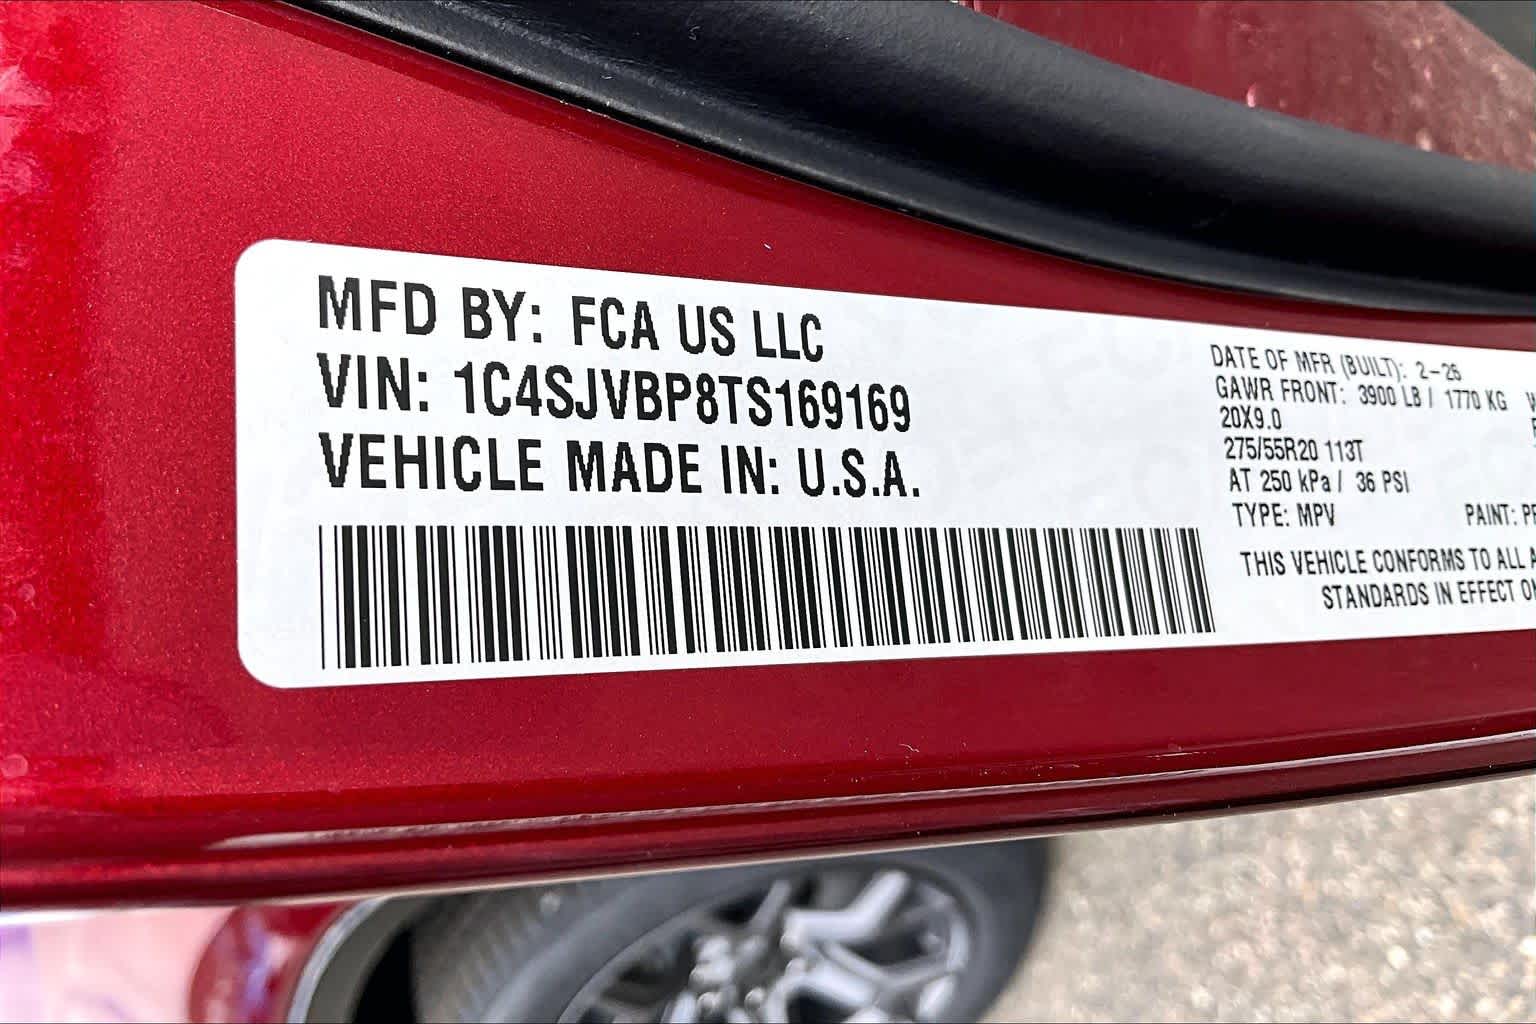 MFD BY: FCA US LLC
VIN: 1C4SJVBP8TS169169
VEHICLE MADE IN: U.S.A.
DATE OF MFR (BUILT): 2-26
GAWR FRONT: 3900 LB / 1770 KG
20X9.0
275/55R20 113T
AT 250 kPa / 36 PSI
TYPE: MPV PAINT:
THIS VEHICLE CONFORMS TO ALL
STANDARDS IN EFFECT